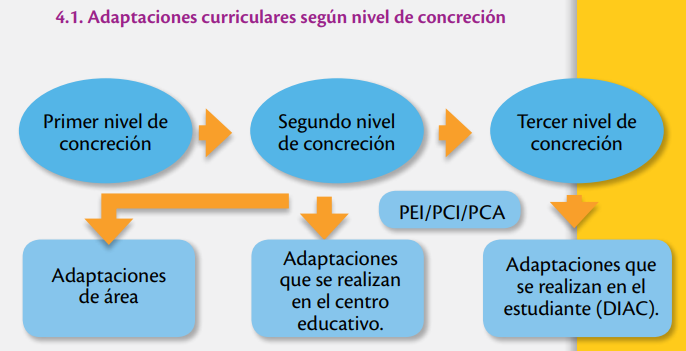 4.1. Adaptaciones curriculares según nivel de concreción
Primer nivel de
concreción
Segundo nivel
de concreción
Tercer nivel de
concreción
PEI/PCI/PCA
Adaptaciones
de área
Adaptaciones
que se realizan
en el centro
educativo.
Adaptaciones que
se realizan en el
estudiante (DIAC).